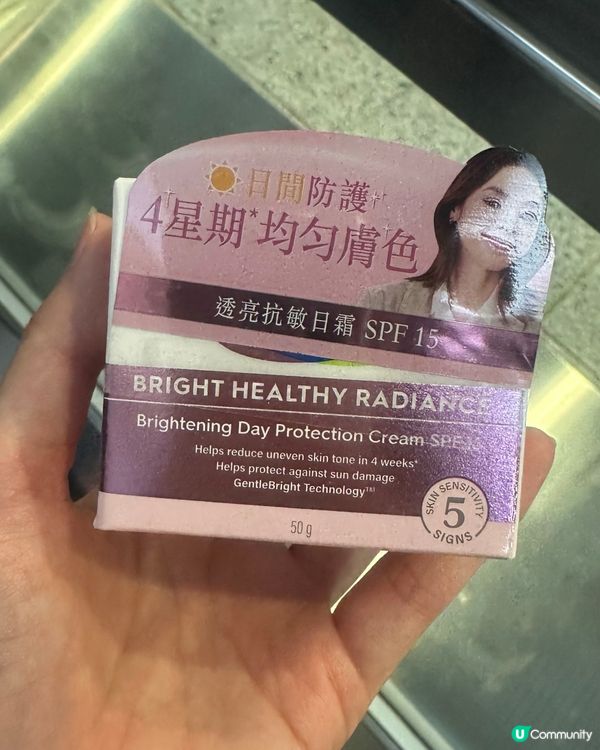 日間防護
4星期*均勻膚色
透亮抗敏日霜 SPF 15
BRIGHT HEALTHY RADIANCE
Brightening Day Protection Cream SPF
Helps reduce uneven skin tone in 4 weeks*
Helps protect against sun damage
GentleBright Technology™
SKIN SENSITIVITY
5
SIGNS
50 g
U Community